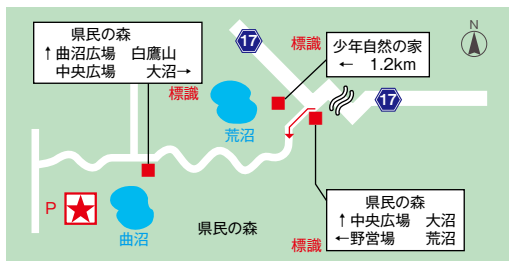 県民の森
↑曲沼広場 白鷹山
中央広場 大沼→
標識
17
標識
少年自然の家
← 1.2km
N
17
荒沼
P
曲沼
県民の森
県民の森
↑中央広場 大沼
←野営場 荒沼
標識